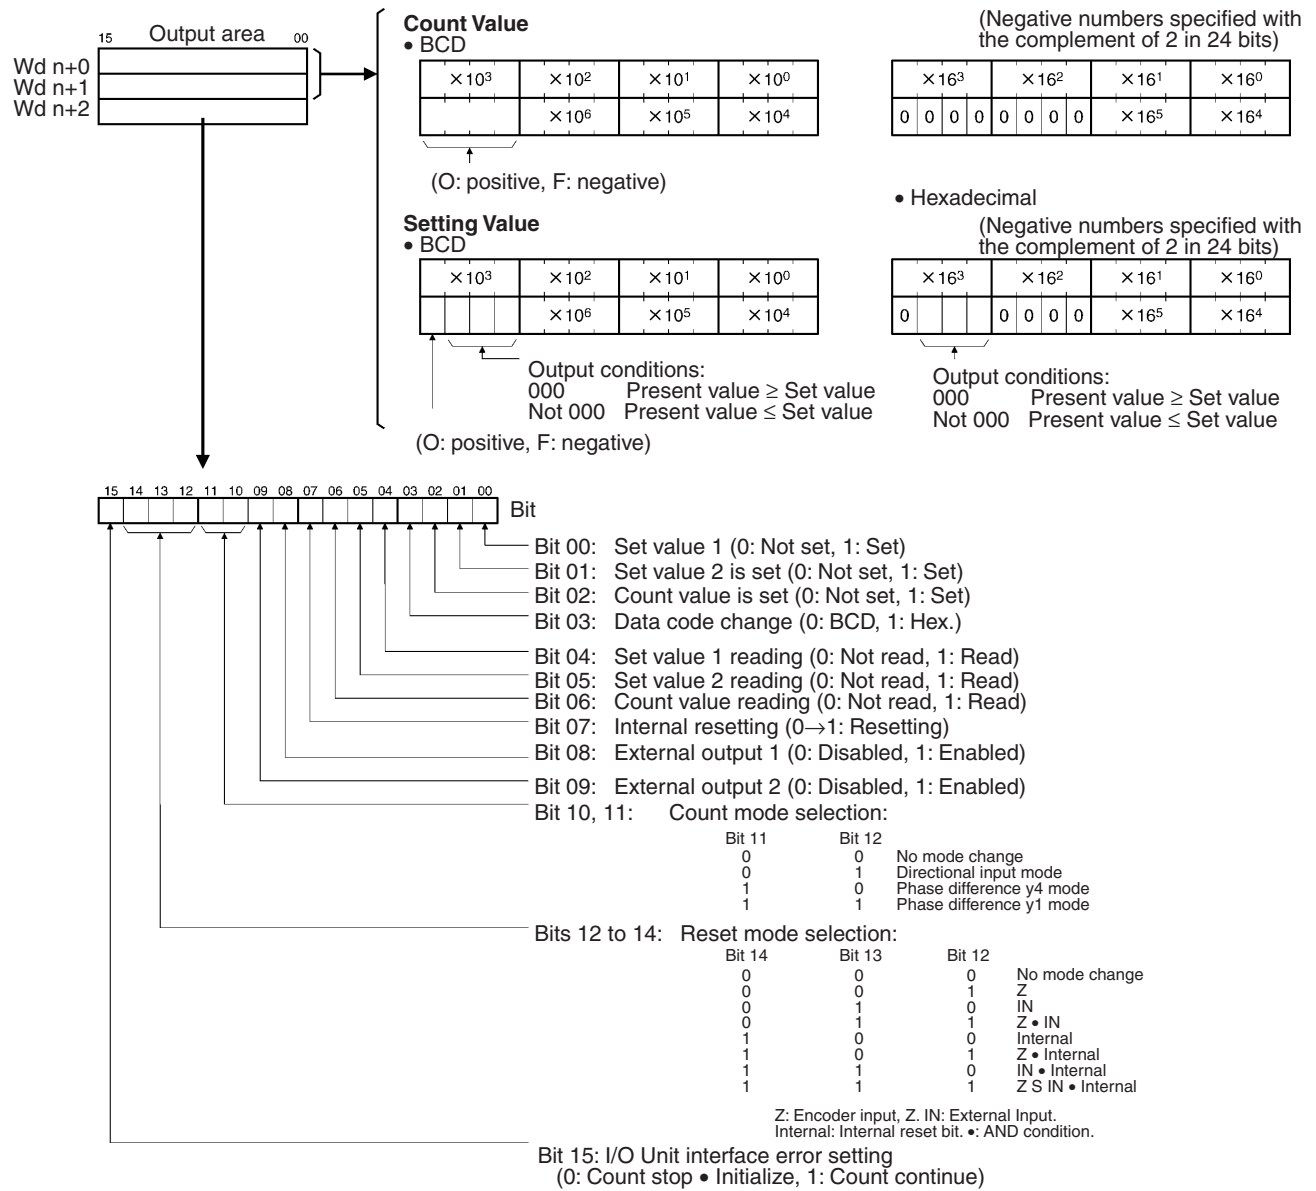 15 Output area 00
Wd n+0
Wd n+1
Wd n+2
Count Value
• BCD
×10³ ×10² ×10¹ ×10⁰
×10⁶ ×10⁵ ×10⁴
(O: positive, F: negative)
(Negative numbers specified with
the complement of 2 in 24 bits)
×16³ ×16² ×16¹ ×16⁰
0 0 0 0 0 0 0 0 ×16⁵ ×16⁴
Setting Value
• BCD
×10³ ×10² ×10¹ ×10⁰
×10⁶ ×10⁵ ×10⁴
Output conditions:
000 Present value ≥ Set value
Not 000 Present value ≤ Set value
(O: positive, F: negative)
• Hexadecimal
(Negative numbers specified with
the complement of 2 in 24 bits)
×16³ ×16² ×16¹ ×16⁰
0 0 0 0 0 ×16⁵ ×16⁴
Output conditions:
000 Present value ≥ Set value
Not 000 Present value ≤ Set value
15 14 13 12 11 10 09 08 07 06 05 04 03 02 01 00
Bit
Bit 00: Set value 1 (0: Not set, 1: Set)
Bit 01: Set value 2 is set (0: Not set, 1: Set)
Bit 02: Count value is set (0: Not set, 1: Set)
Bit 03: Data code change (0: BCD, 1: Hex.)
Bit 04: Set value 1 reading (0: Not read, 1: Read)
Bit 05: Set value 2 reading (0: Not read, 1: Read)
Bit 06: Count value reading (0: Not read, 1: Read)
Bit 07: Internal resetting (0→1: Resetting)
Bit 08: External output 1 (0: Disabled, 1: Enabled)
Bit 09: External output 2 (0: Disabled, 1: Enabled)
Bit 10, 11: Count mode selection:
Bit 11 Bit 12
0 0 No mode change
0 1 Directional input mode
1 0 Phase difference y4 mode
1 1 Phase difference y1 mode
Bits 12 to 14: Reset mode selection:
Bit 14 Bit 13 Bit 12
0 0 0 No mode change
0 0 1 Z
0 1 0 IN
0 1 1 Z • IN
1 0 0 Internal
1 0 1 Z • Internal
1 1 0 IN • Internal
1 1 1 Z S IN • Internal
Z: Encoder input, Z. IN: External Input.
Internal: Internal reset bit. •: AND condition.
Bit 15: I/O Unit interface error setting
(0: Count stop • Initialize, 1: Count continue)